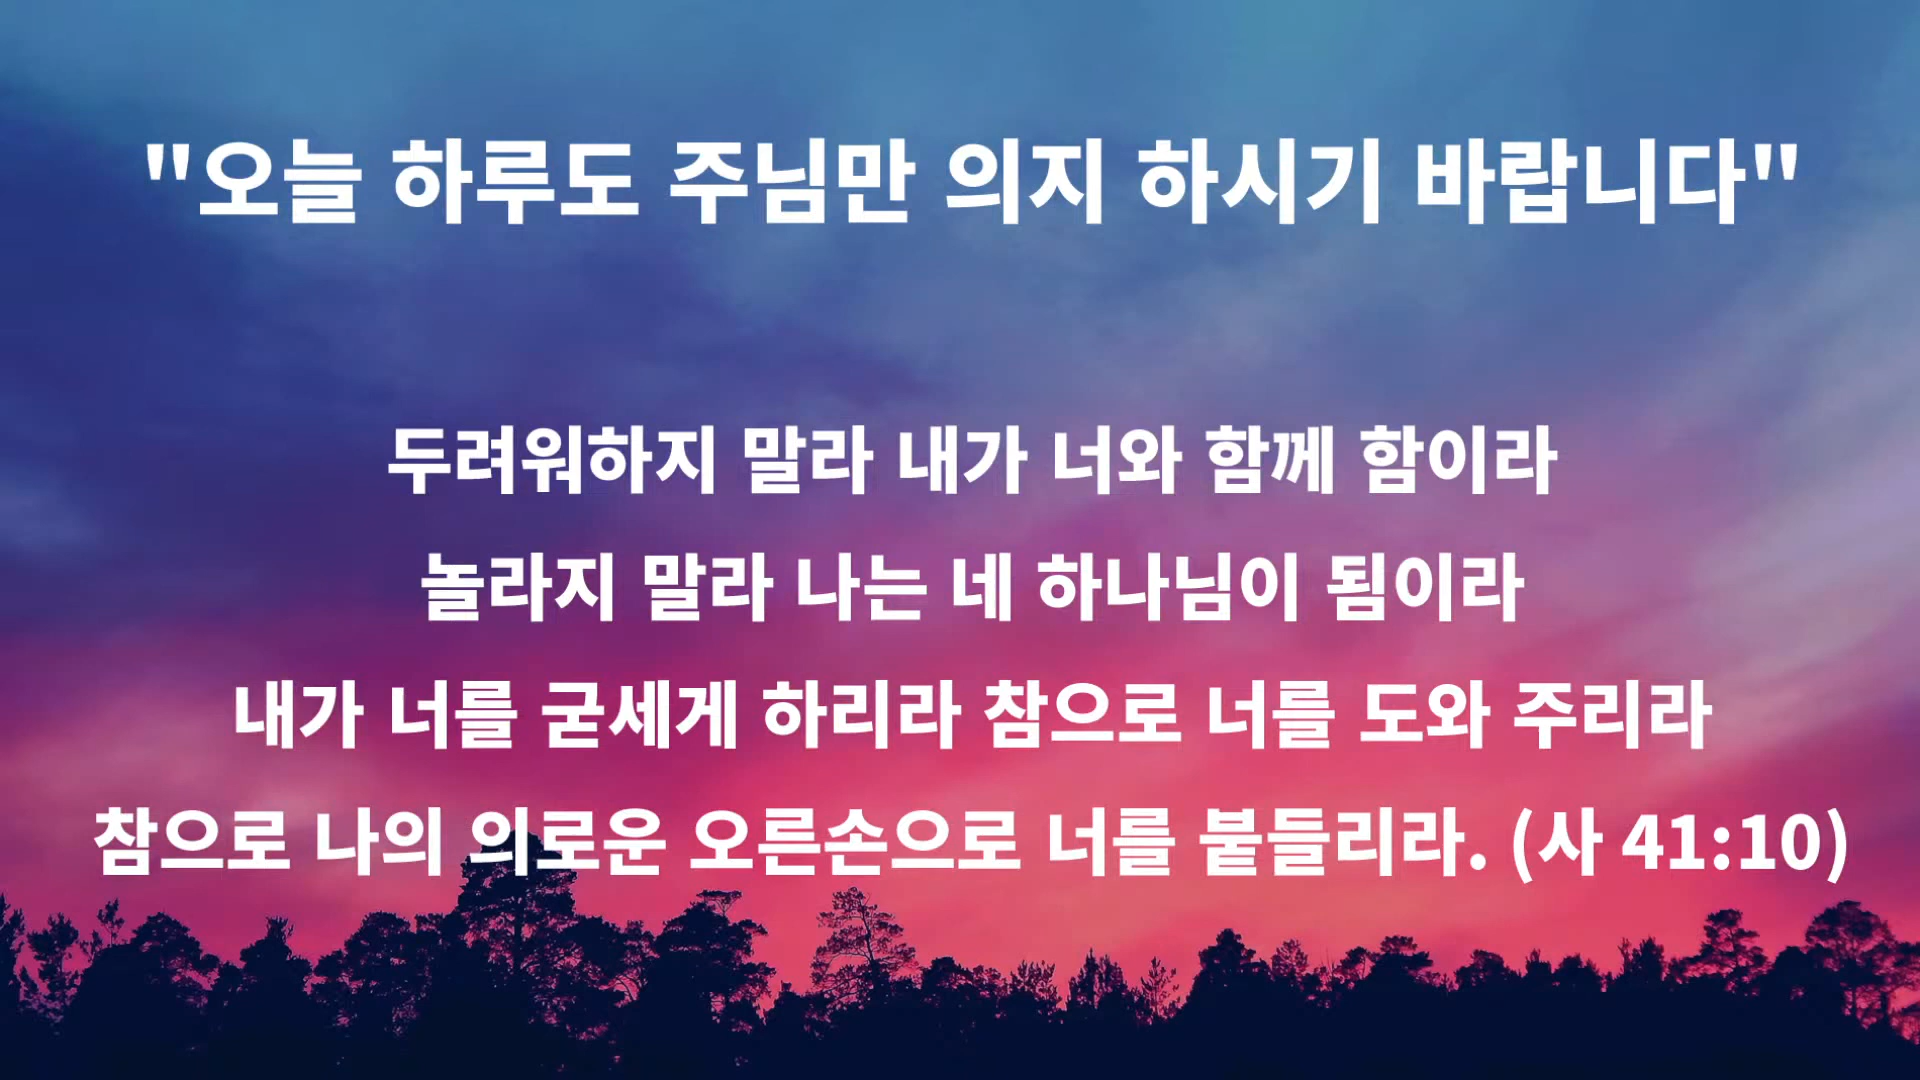 "오늘 하루도 주님만 의지 하시기 바랍니다"
두려워하지 말라 내가 너와 함께 함이라
놀라지 말라 나는 네 하나님이 됨이라
내가 너를 굳세게 하리라 참으로 너를 도와 주리라
참으로 나의 의로운 오른손으로 너를 붙들리라. (사 41:10)